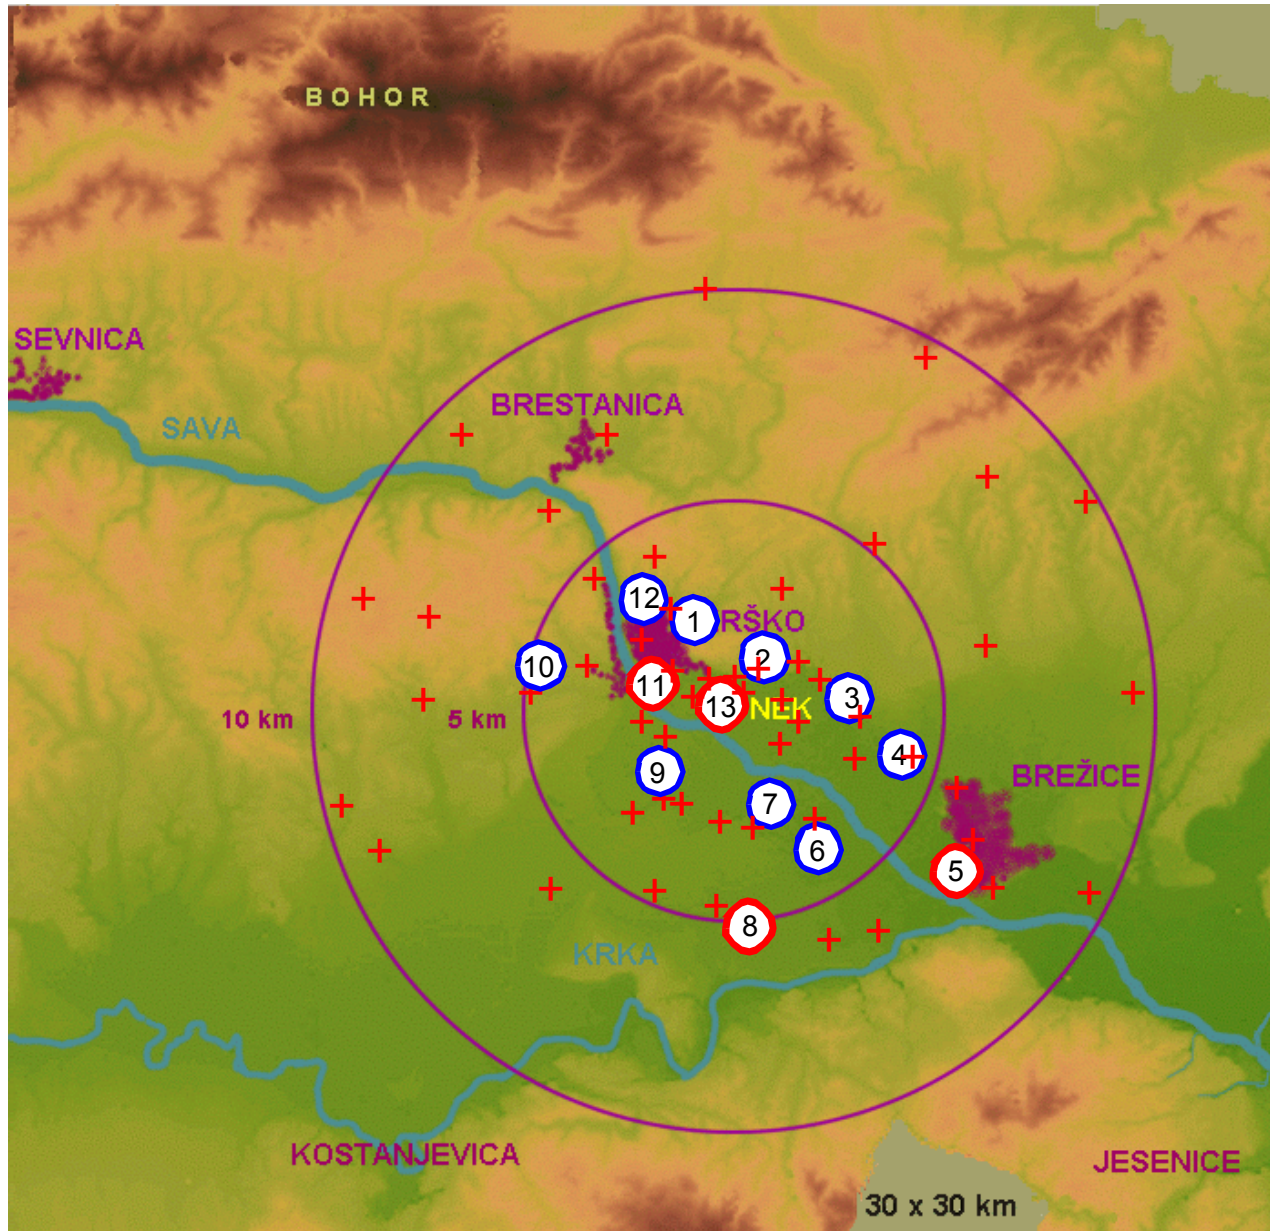 BOHOR
SEVNICA
BRESTANICA
SAVA
12
1
RŠKO
10
2
11
3
13
NEK
10 km
5 km
4
9
BREŽICE
7
6
5
8
KRKA
KOSTANJEVICA
JESENICE
30 x 30 km